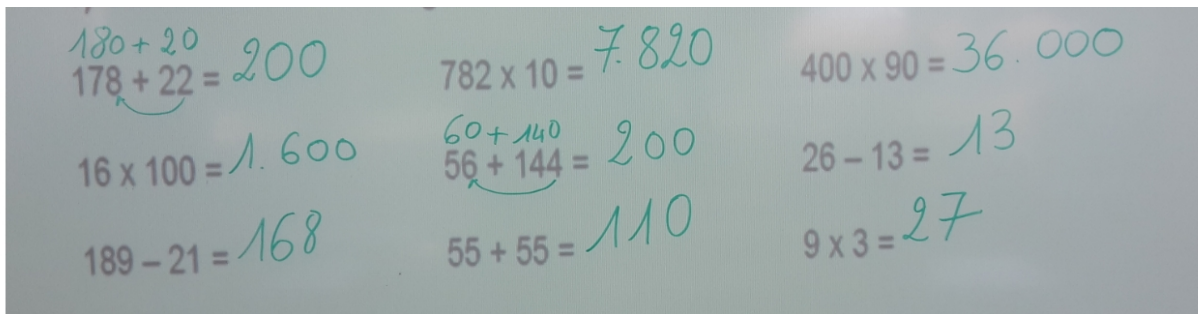 180 + 20
178 + 22 = 200
782 x 10 = 7.820
400 x 90 = 36.000
16 x 100 = 1.600
60 + 140
56 + 144 = 200
26 – 13 = 13
189 – 21 = 168
55 + 55 = 110
9 x 3 = 27